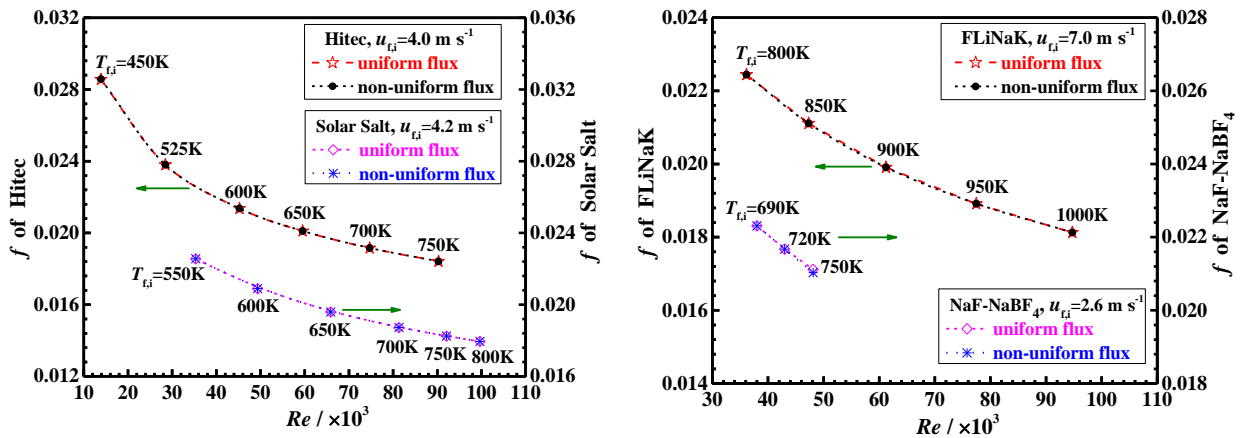 0.032
0.028
0.024
0.020
0.016
0.012
f of Hitec
0.036
0.032
0.028
0.024
0.020
0.016
f of Solar Salt
10 20 30 40 50 60 70 80 90 100 110
Re / ×10³
Hitec, u_f,i=4.0 m s⁻¹
uniform flux
non-uniform flux
Solar Salt, u_f,i=4.2 m s⁻¹
uniform flux
non-uniform flux
T_f,i=450K
525K
600K
650K
700K
750K
T_f,i=550K
600K
650K
700K
750K
800K
0.024
0.022
0.020
0.018
0.016
0.014
f of FLiNaK
0.028
0.026
0.024
0.022
0.020
0.018
f of NaF-NaBF₄
30 40 50 60 70 80 90 100 110
Re / ×10³
FLiNaK, u_f,i=7.0 m s⁻¹
uniform flux
non-uniform flux
T_f,i=800K
850K
900K
950K
1000K
T_f,i=690K
720K
750K
NaF-NaBF₄, u_f,i=2.6 m s⁻¹
uniform flux
non-uniform flux